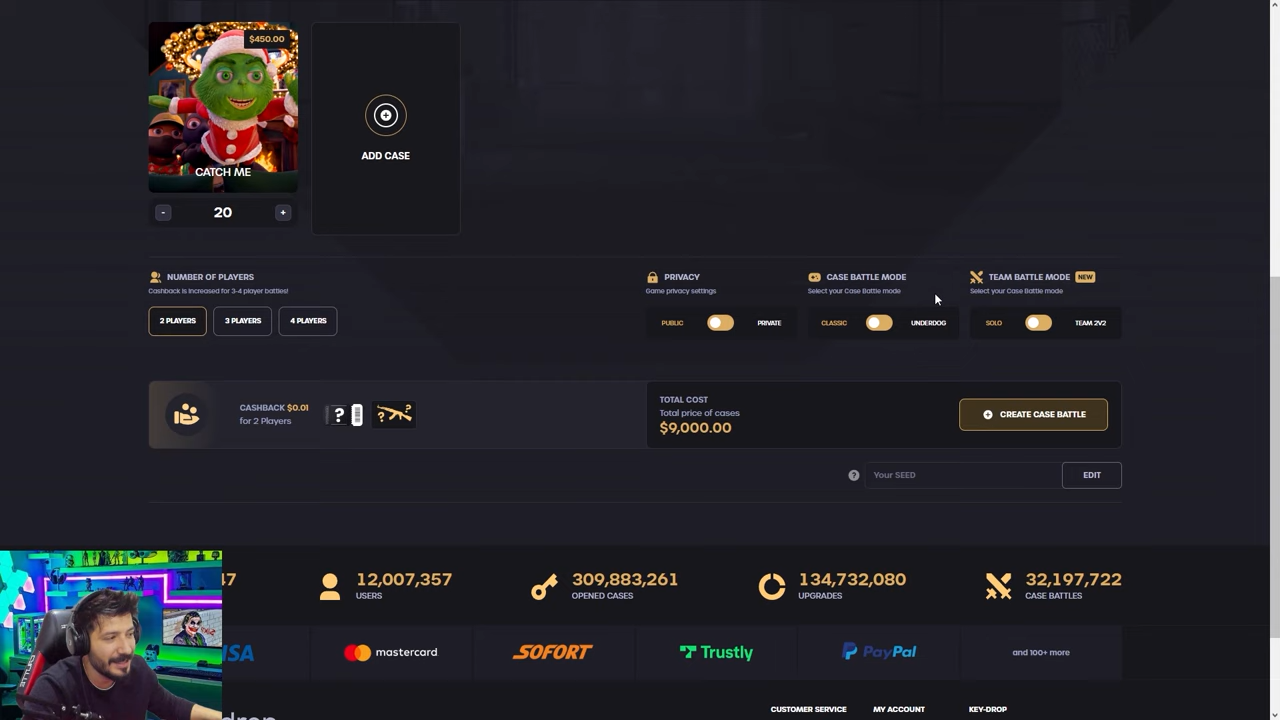 $450.00
CATCH ME
- 20 +
ADD CASE
NUMBER OF PLAYERS
Cashback is increased for 3-4 player battles!
2 PLAYERS
3 PLAYERS
4 PLAYERS
PRIVACY
Game privacy settings
PUBLIC
PRIVATE
CASE BATTLE MODE
Select your Case Battle mode
CLASSIC
UNDERDOG
TEAM BATTLE MODE NEW
Select your Case Battle mode
SOLO
TEAM 2V2
CASHBACK $0.01
for 2 Players
?
? ?
TOTAL COST
Total price of cases
$9,000.00
CREATE CASE BATTLE
?
Your SEED
EDIT
47
12,007,357
USERS
309,883,261
OPENED CASES
134,732,080
UPGRADES
32,197,722
CASE BATTLES
ISA
mastercard
SOFORT
Trustly
PayPal
and 100+ more
drop
CUSTOMER SERVICE
MY ACCOUNT
KEY-DROP